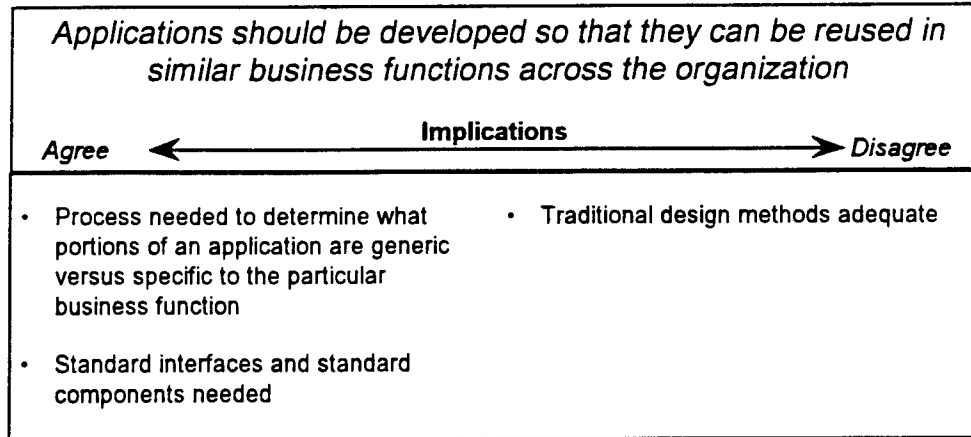 Applications should be developed so that they can be reused in
similar business functions across the organization
Implications
Agree
Disagree
• Process needed to determine what
portions of an application are generic
versus specific to the particular
business function
• Standard interfaces and standard
components needed
• Traditional design methods adequate